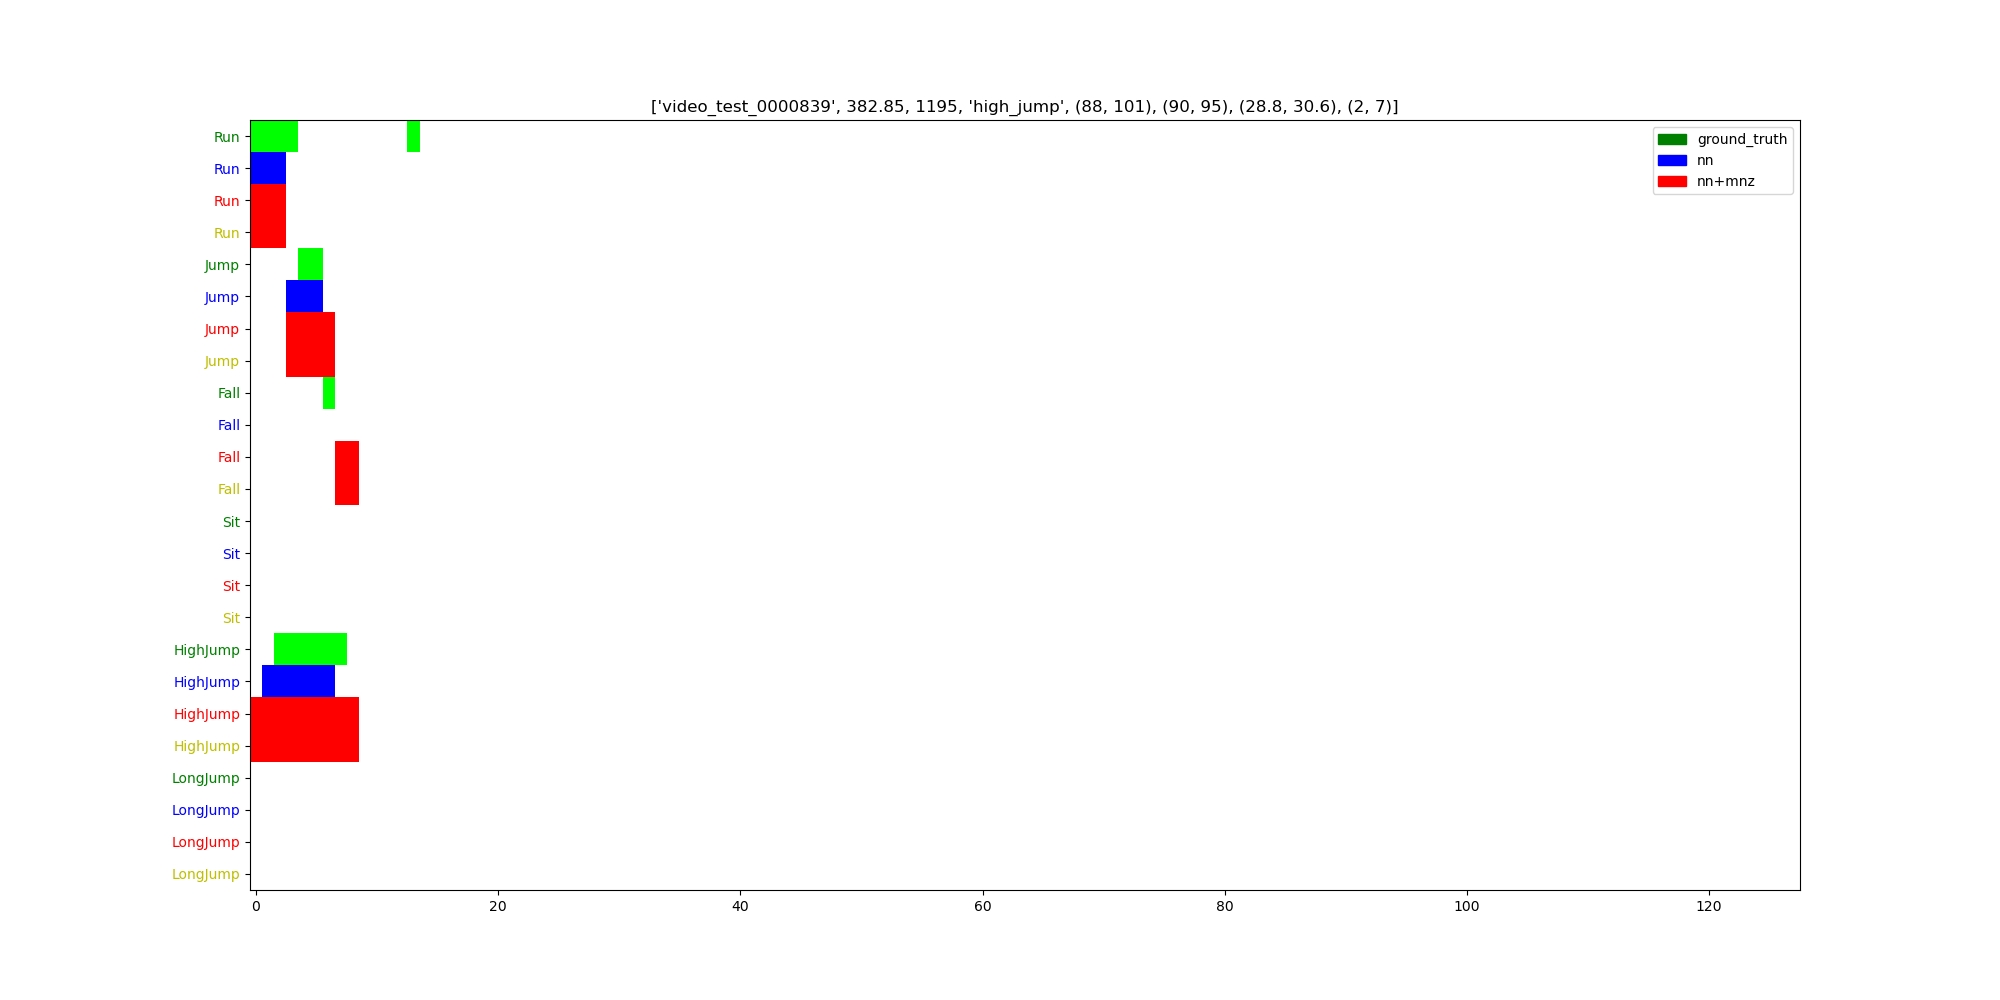 ['video_test_0000839', 382.85, 1195, 'high_jump', (88, 101), (90, 95), (28.8, 30.6), (2, 7)]
ground_truth
nn
nn+mnz
Run
Run
Run
Run
Jump
Jump
Jump
Jump
Fall
Fall
Fall
Fall
Sit
Sit
Sit
Sit
HighJump
HighJump
HighJump
HighJump
LongJump
LongJump
LongJump
LongJump
0 20 40 60 80 100 120